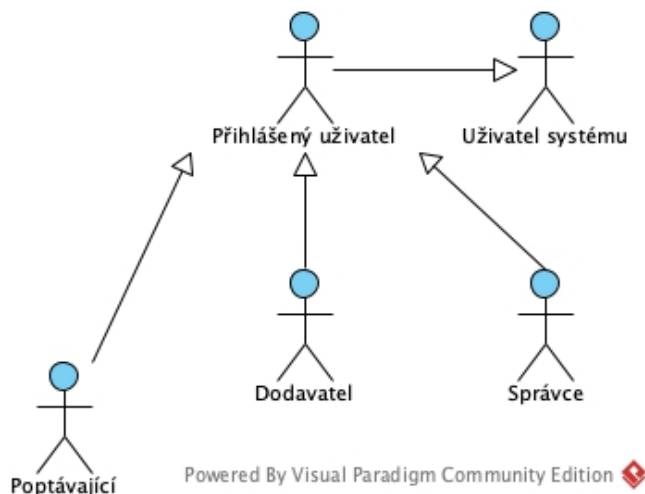 Přihlášený uživatel
Uživatel systému
Dodavatel
Správce
Poptávající
Powered By Visual Paradigm Community Edition